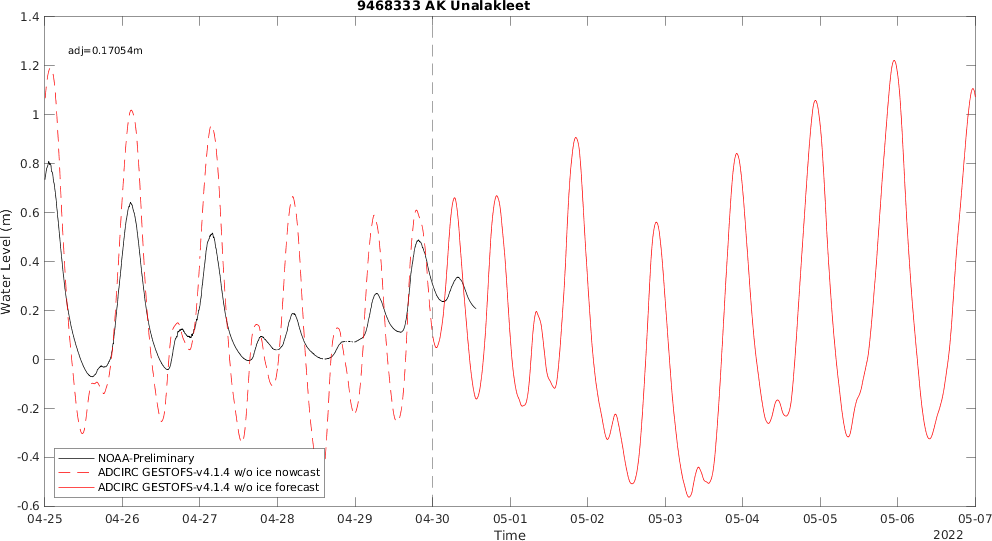 9468333 AK Unalakleet
adj=0.17054m
1.4
1.2
1
0.8
0.6
0.4
0.2
0
-0.2
-0.4
-0.6
Water Level (m)
NOAA-Preliminary
ADCIRC GESTOFS-v4.1.4 w/o ice nowcast
ADCIRC GESTOFS-v4.1.4 w/o ice forecast
04-25 04-26 04-27 04-28 04-29 04-30 05-01 05-02 05-03 05-04 05-05 05-06 05-07
Time
2022